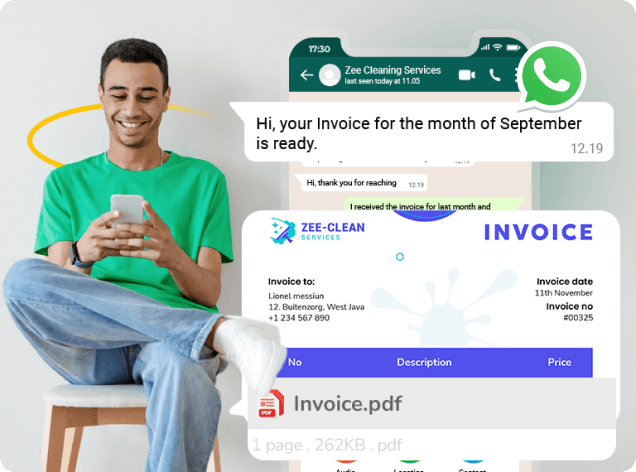 17:30
Zee Cleaning Services
last seen today at 11.05
Hi, your Invoice for the month of September
is ready.
12.19
12.19
Hi, thank you for reaching
12.19
I received the invoice for last month and
ZEE-CLEAN
SERVICES
INVOICE
Invoice to:
Lionel messiun
12. Buitenzorg, West Java
+1 234 567 890
Invoice date
11th November
Invoice no
#00325
No Description Price
PDF
Invoice.pdf
1 page . 262KB . pdf
Audio Location Contact